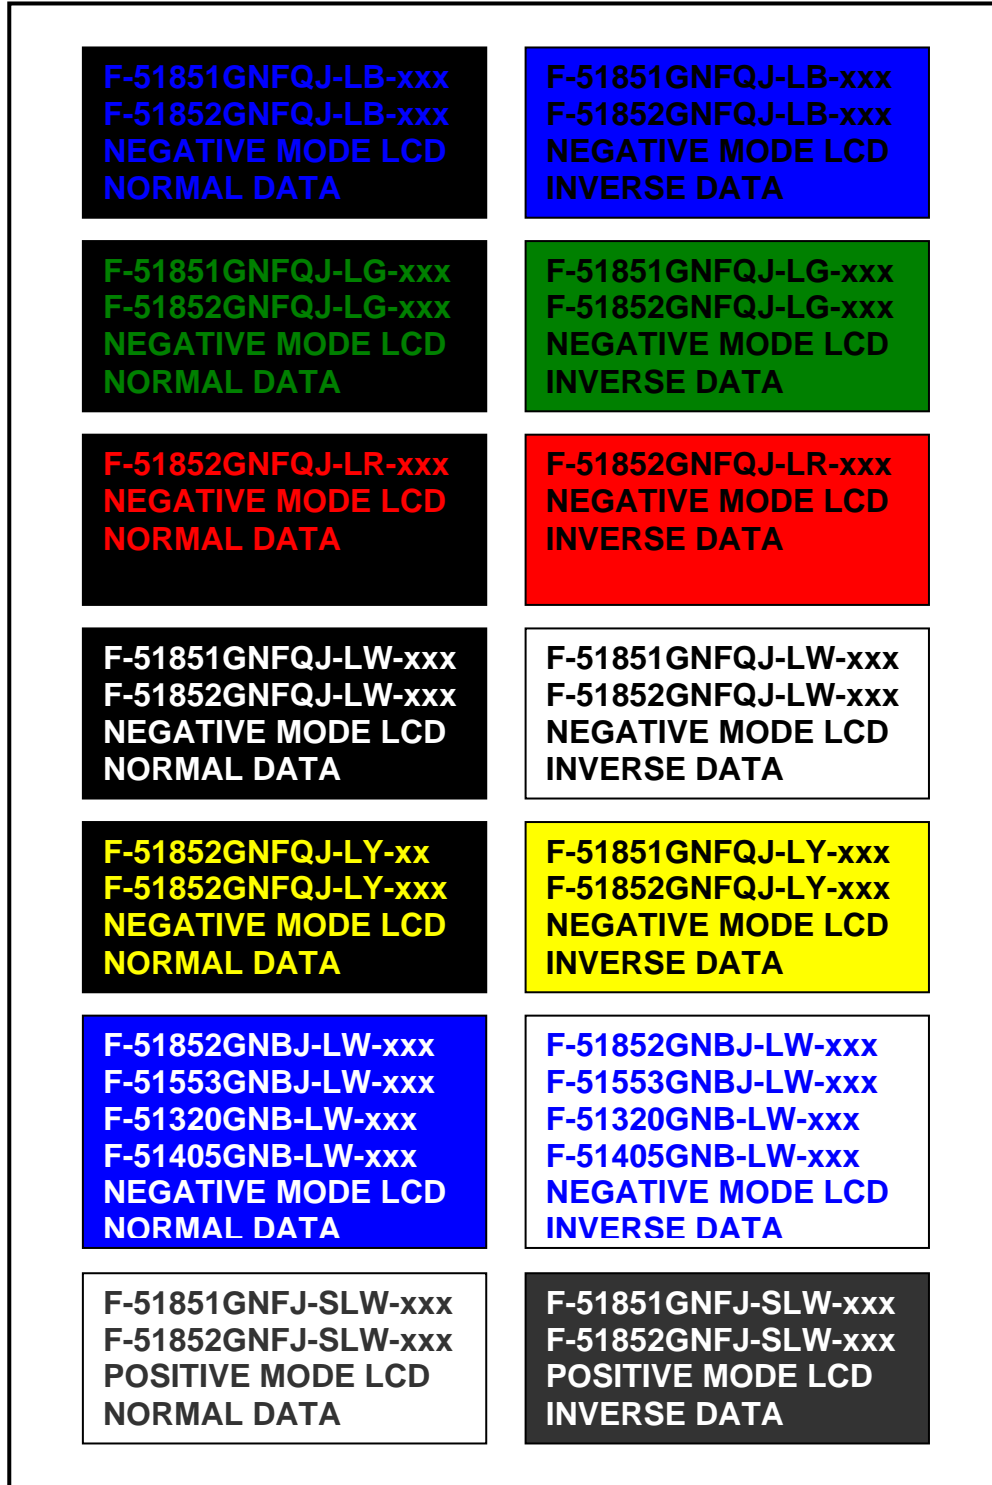 F-51851GNFQJ-LB-xxx
F-51852GNFQJ-LB-xxx
NEGATIVE MODE LCD
NORMAL DATA
F-51851GNFQJ-LB-xxx
F-51852GNFQJ-LB-xxx
NEGATIVE MODE LCD
INVERSE DATA
F-51851GNFQJ-LG-xxx
F-51852GNFQJ-LG-xxx
NEGATIVE MODE LCD
NORMAL DATA
F-51851GNFQJ-LG-xxx
F-51852GNFQJ-LG-xxx
NEGATIVE MODE LCD
INVERSE DATA
F-51852GNFQJ-LR-xxx
NEGATIVE MODE LCD
NORMAL DATA
F-51852GNFQJ-LR-xxx
NEGATIVE MODE LCD
INVERSE DATA
F-51851GNFQJ-LW-xxx
F-51852GNFQJ-LW-xxx
NEGATIVE MODE LCD
NORMAL DATA
F-51851GNFQJ-LW-xxx
F-51852GNFQJ-LW-xxx
NEGATIVE MODE LCD
INVERSE DATA
F-51852GNFQJ-LY-xx
F-51852GNFQJ-LY-xxx
NEGATIVE MODE LCD
NORMAL DATA
F-51851GNFQJ-LY-xxx
F-51852GNFQJ-LY-xxx
NEGATIVE MODE LCD
INVERSE DATA
F-51852GNBJ-LW-xxx
F-51553GNBJ-LW-xxx
F-51320GNB-LW-xxx
F-51405GNB-LW-xxx
NEGATIVE MODE LCD
NORMAL DATA
F-51852GNBJ-LW-xxx
F-51553GNBJ-LW-xxx
F-51320GNB-LW-xxx
F-51405GNB-LW-xxx
NEGATIVE MODE LCD
INVERSE DATA
F-51851GNFJ-SLW-xxx
F-51852GNFJ-SLW-xxx
POSITIVE MODE LCD
NORMAL DATA
F-51851GNFJ-SLW-xxx
F-51852GNFJ-SLW-xxx
POSITIVE MODE LCD
INVERSE DATA